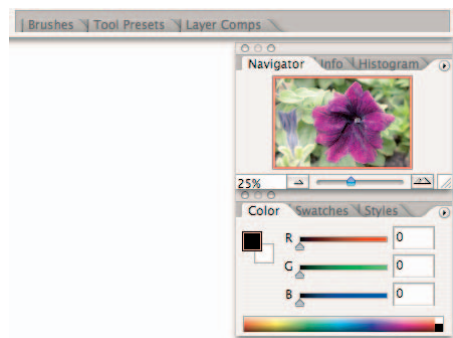 Brushes Tool Presets Layer Comps
Navigator Info Histogram
25%
Color Swatches Styles
R 0
G 0
B 0